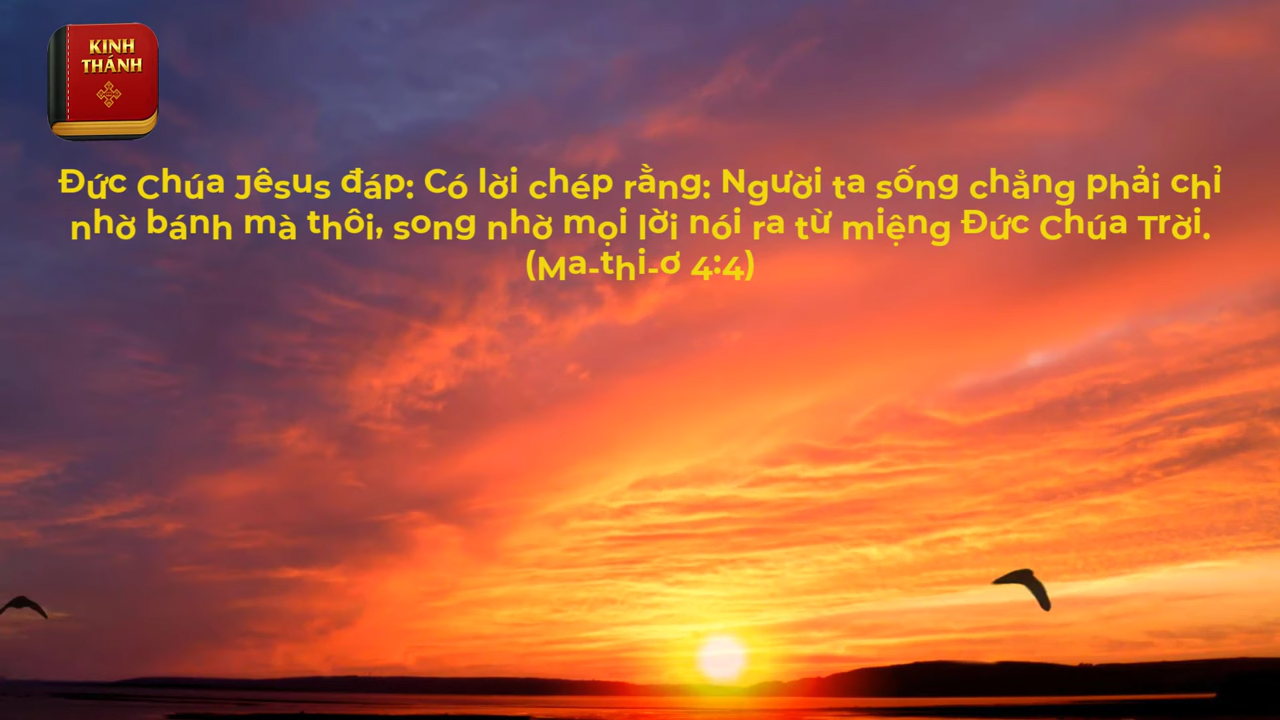 KINH
THÁNH
Đức Chúa Jêsus đáp: Có lời chép rằng: Người ta sống chẳng phải chỉ
nhờ bánh mà thôi, song nhờ mọi lời nói ra từ miệng Đức Chúa Trời.
(Ma-thi-ơ 4:4)